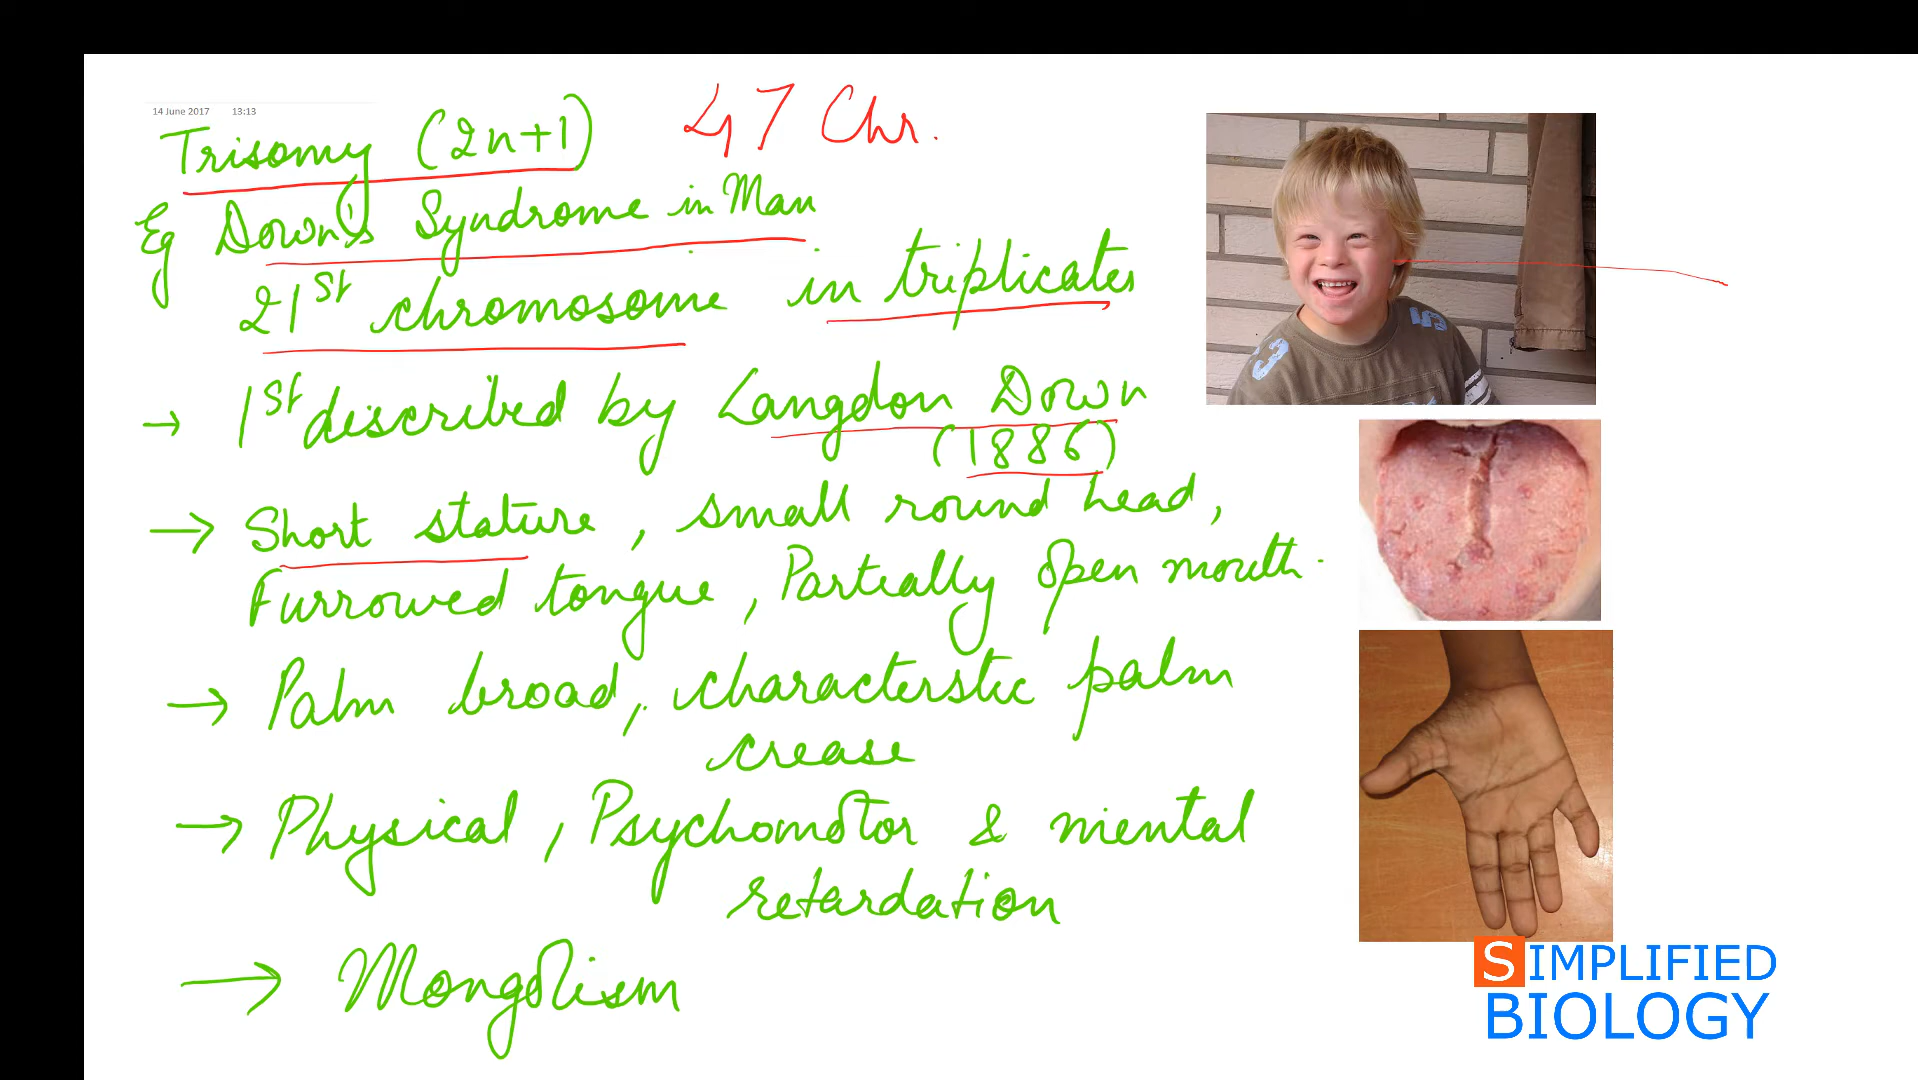 14 June 2017 13:13
Trisomy (2n+1) 47 Chr.
Eg Down's Syndrome in Man
21st chromosome in triplicates
→ 1st discribed by Langdon Down
(1886)
→ Short stature, small round head,
Furrowed tongue, Partially open mouth.
→ Palm broad, characterstic palm
crease
→ Physical, Psychomotor & mental
retardation
→ Mongolism
53
SIMPLIFIED
BIOLOGY